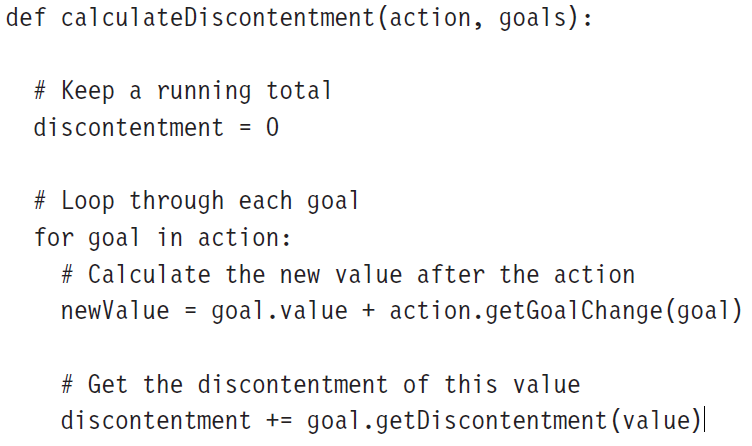 def calculateDiscontentment(action, goals):
# Keep a running total
discontentment = 0
# Loop through each goal
for goal in action:
# Calculate the new value after the action
newValue = goal.value + action.getGoalChange(goal)
# Get the discontentment of this value
discontentment += goal.getDiscontentment(value)